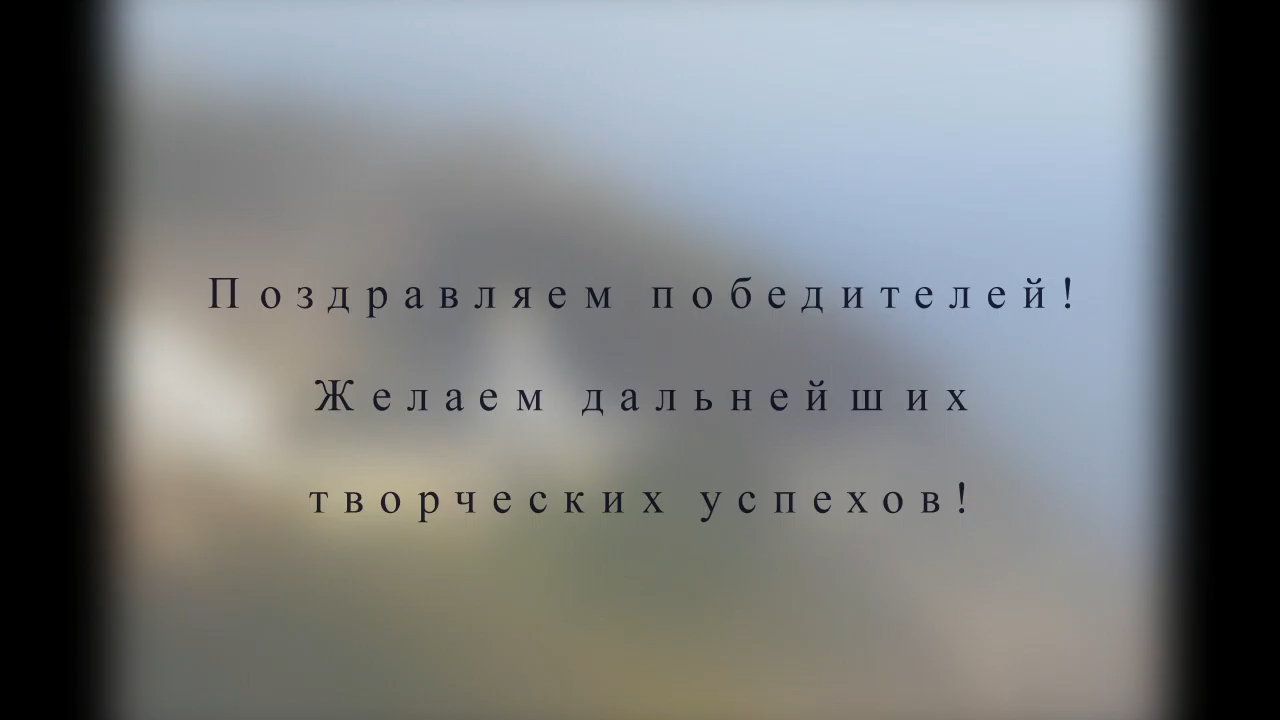 Поздравляем победителей!
Желаем дальнейших
творческих успехов!